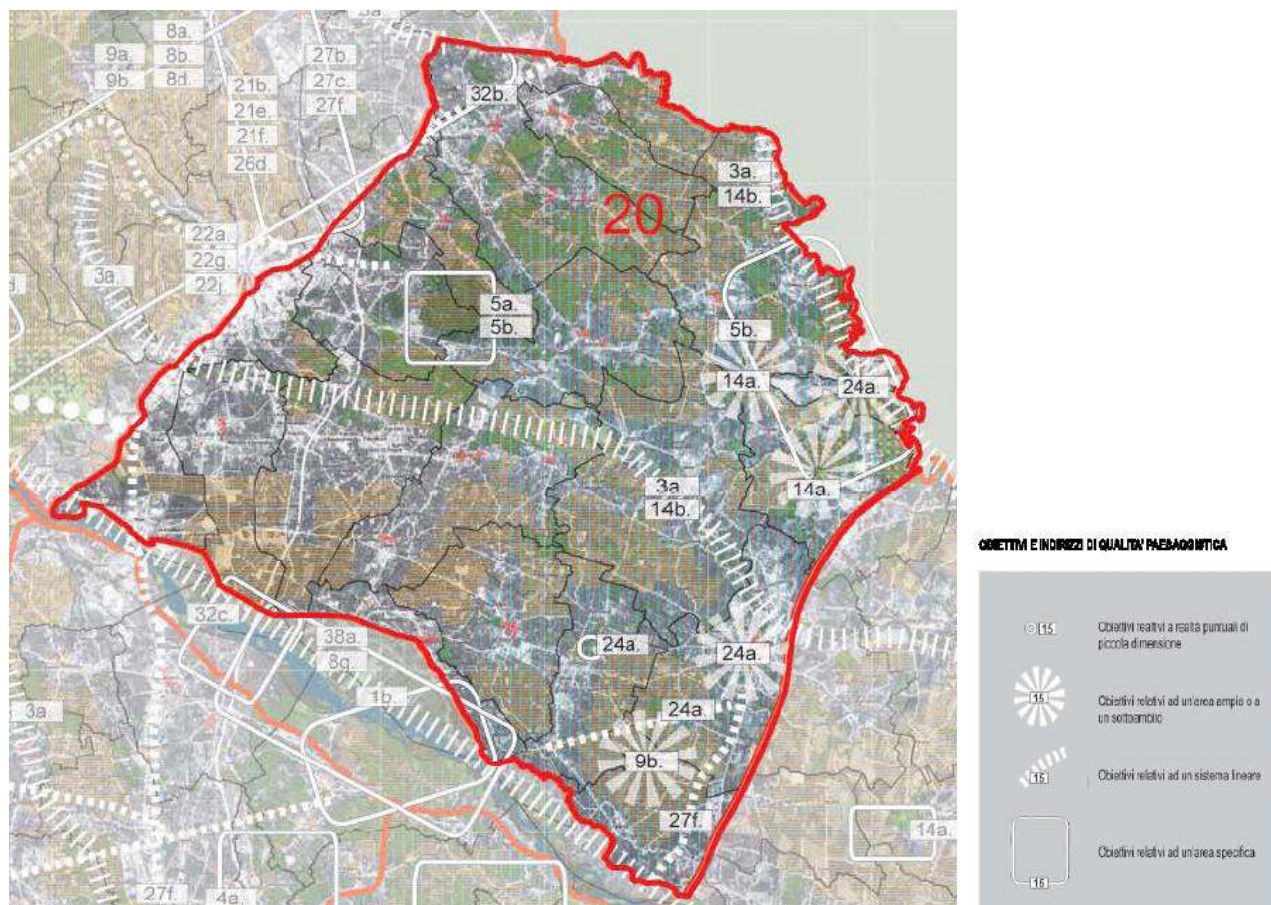 3a
8a.
9a.
8b.
27b.
9b.
8d.
21b.
27c.
21e.
27f.
32b.
21f.
26d.
3a.
14b.
20
22a.
22g.
3a.
22j.
5a.
5b.
5b.
14a.
24a.
3a.
14b.
14a.
32c.
38a.
8g.
24a.
24a.
1b.
3a
24a.
9b.
27f.
14a.
27f.
4a.
OBIETTIVI E INDIRIZZI DI QUALITA' PAESAGGISTICA
15
Obiettivi relativi a realtà puntuali di
piccola dimensione
15
Obiettivi relativi ad un'area ampia o a
un sottoambito
15
Obiettivi relativi ad un sistema lineare
Obiettivi relativi ad un'area specifica
15